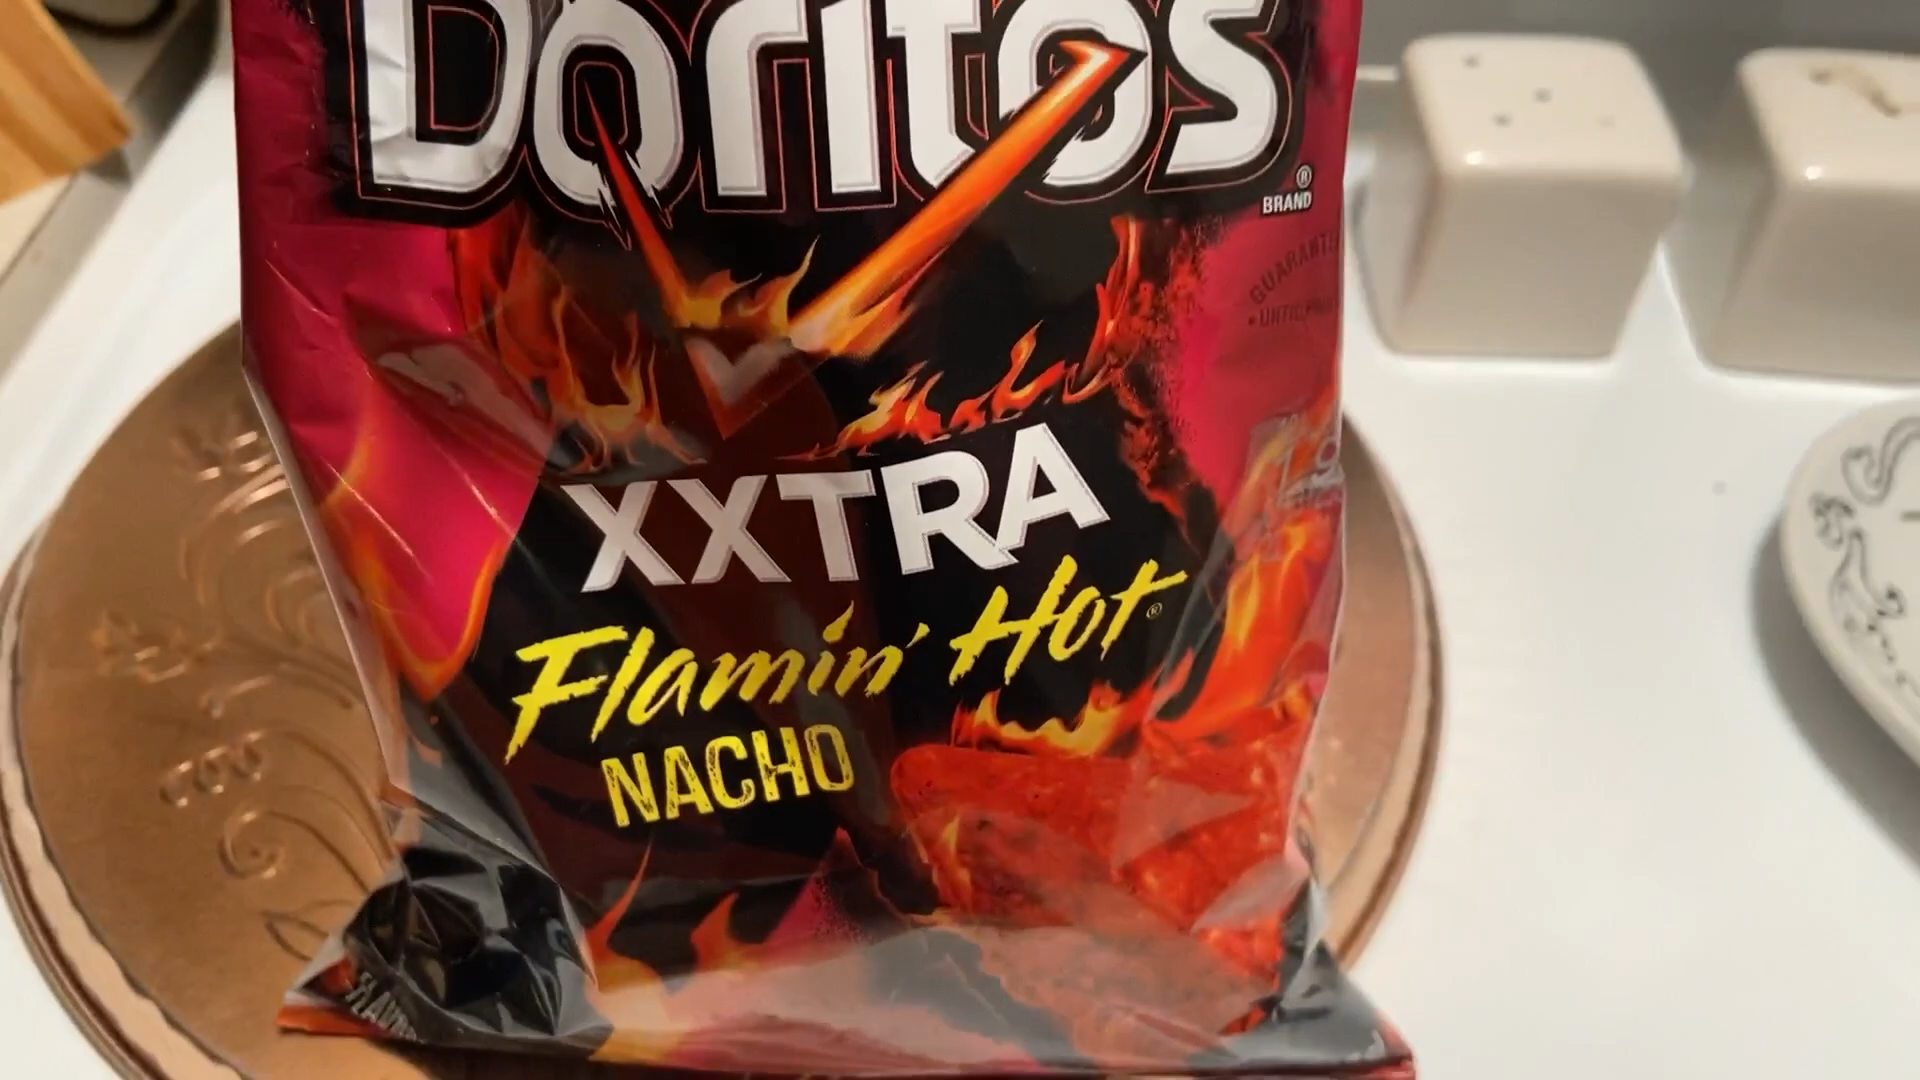 Doritos
®
BRAND
XXTRA
Flamin' Hot®
NACHO